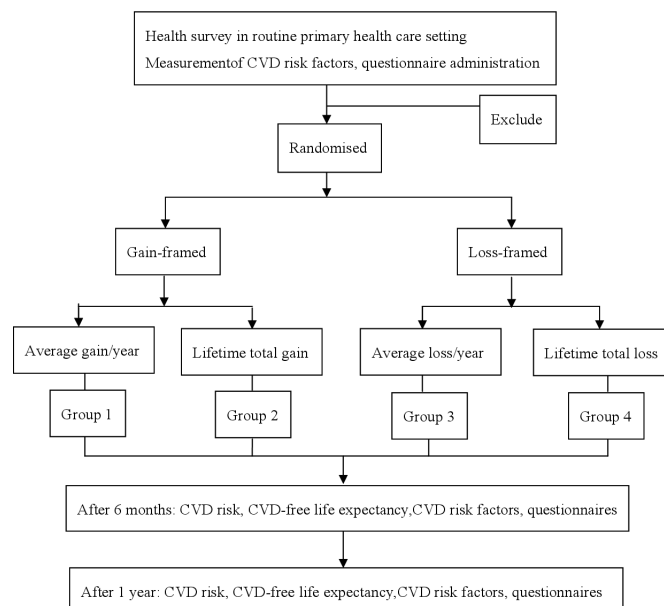 Health survey in routine primary health care setting
Measurementof CVD risk factors, questionnaire administration
Exclude
Randomised
Gain-framed
Loss-framed
Average gain/year
Lifetime total gain
Average loss/year
Lifetime total loss
Group 1
Group 2
Group 3
Group 4
After 6 months: CVD risk, CVD-free life expectancy,CVD risk factors, questionnaires
After 1 year: CVD risk, CVD-free life expectancy,CVD risk factors, questionnaires